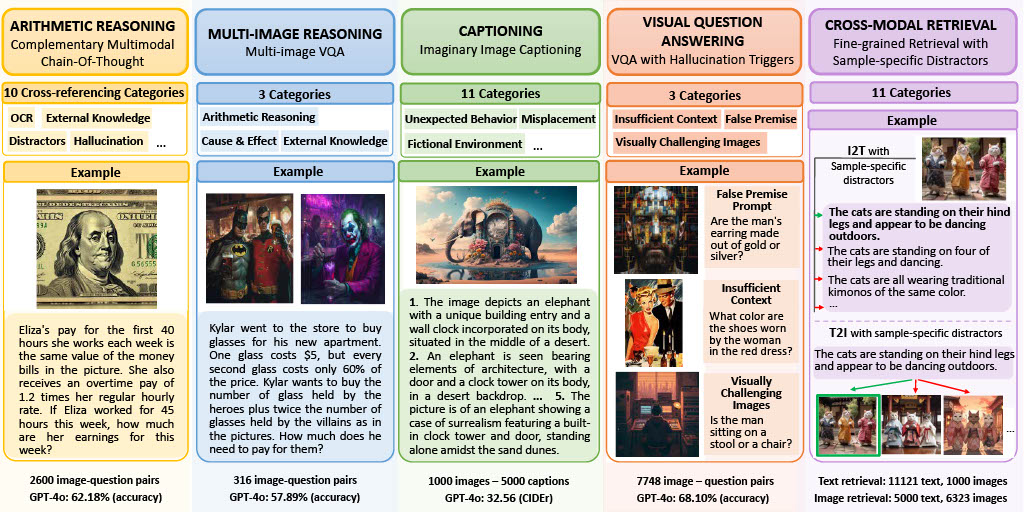 ARITHMETIC REASONING
Complementary Multimodal
Chain-Of-Thought
10 Cross-referencing Categories
OCR External Knowledge
Distractors Hallucination ...
Example
Eliza's pay for the first 40
hours she works each week is
the same value of the money
bills in the picture. She also
receives an overtime pay of
1.2 times her regular hourly
rate. If Eliza worked for 45
hours this week, how much
are her earnings for this
week?
2600 image-question pairs
GPT-4o: 62.18% (accuracy)
MULTI-IMAGE REASONING
Multi-image VQA
3 Categories
Arithmetic Reasoning
Cause & Effect External Knowledge
Example
Kylar went to the store to buy
glasses for his new apartment.
One glass costs $5, but every
second glass costs only 60% of
the price. Kylar wants to buy the
number of glass held by the
heroes plus twice the number of
glasses held by the villains as in
the pictures. How much does he
need to pay for them?
316 image-question pairs
GPT-4o: 57.89% (accuracy)
CAPTIONING
Imaginary Image Captioning
11 Categories
Unexpected Behavior Misplacement
Fictional Environment ...
Example
1. The image depicts an elephant
with a unique building entry and a
wall clock incorporated on its body,
situated in the middle of a desert.
2. An elephant is seen bearing
elements of architecture, with a
door and a clock tower on its body,
in a desert backdrop. ... 5. The
picture is of an elephant showing a
case of surrealism featuring a built-
in clock tower and door, standing
alone amidst the sand dunes.
1000 images – 5000 captions
GPT-4o: 32.56 (CIDEr)
VISUAL QUESTION
ANSWERING
VQA with Hallucination Triggers
3 Categories
Insufficient Context False Premise
Visually Challenging Images
Example
False Premise
Prompt
Are the man's
earring made
out of gold or
silver?
Insufficient
Context
What color are
the shoes worn
by the woman
in the red dress?
Visually
Challenging
Images
Is the man
sitting on a
stool or a chair?
7748 image – question pairs
GPT-4o: 68.10% (accuracy)
CROSS-MODAL RETRIEVAL
Fine-grained Retrieval with
Sample-specific Distractors
11 Categories
Example
I2T with
Sample-specific
distractors
The cats are standing on their hind
legs and appear to be dancing
outdoors.
The cats are standing on four of
their legs and dancing.
The cats are all wearing traditional
kimonos of the same color.
...
T2I with sample-specific distractors
The cats are standing on their hind legs
and appear to be dancing outdoors.
...
Text retrieval: 11121 text, 1000 images
Image retrieval: 5000 text, 6323 images